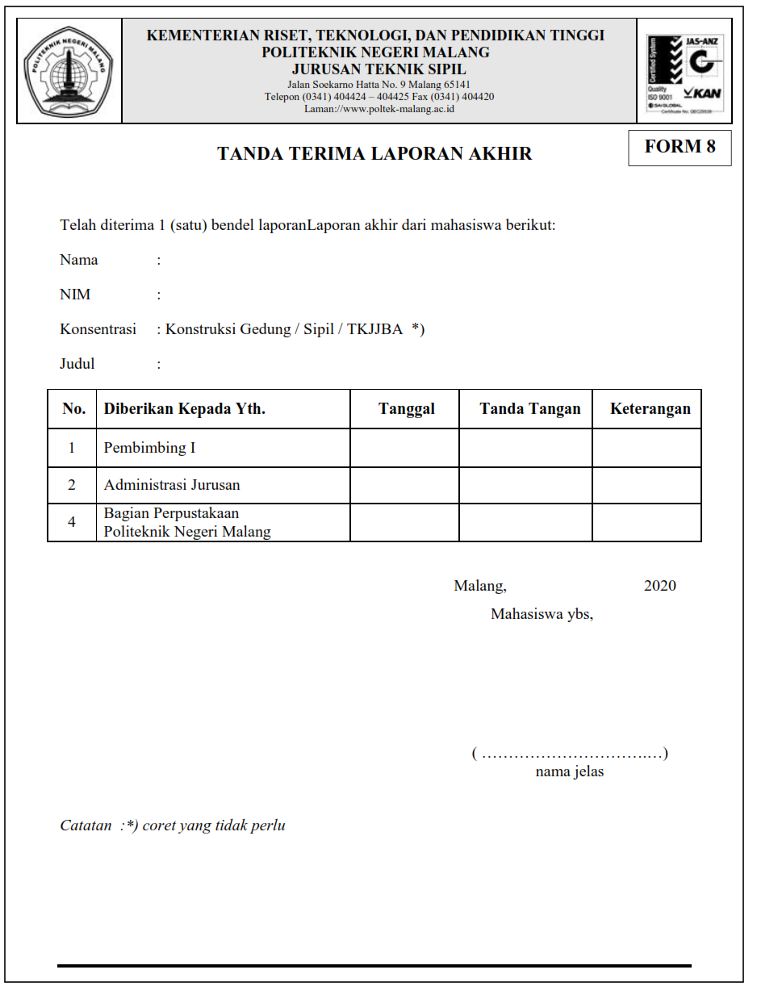 POLITEKNIK NEGERI MALANG
KEMENTERIAN RISET, TEKNOLOGI, DAN PENDIDIKAN TINGGI
POLITEKNIK NEGERI MALANG
JURUSAN TEKNIK SIPIL
Jalan Soekarno Hatta No. 9 Malang 65141
Telepon (0341) 404424 – 404425 Fax (0341) 404420
Laman://www.poltek-malang.ac.id
Certified System
JAS-ANZ
Quality
ISO 9001
KAN
SAI GLOBAL
FORM 8
TANDA TERIMA LAPORAN AKHIR
Telah diterima 1 (satu) bendel laporanLaporan akhir dari mahasiswa berikut:
Nama :
NIM :
Konsentrasi : Konstruksi Gedung / Sipil / TKJJBA *)
Judul :
No. Diberikan Kepada Yth. Tanggal Tanda Tangan Keterangan
1 Pembimbing I
2 Administrasi Jurusan
4 Bagian Perpustakaan
Politeknik Negeri Malang
Malang, 2020
Mahasiswa ybs,
( ……………………………..…)
nama jelas
Catatan :*) coret yang tidak perlu